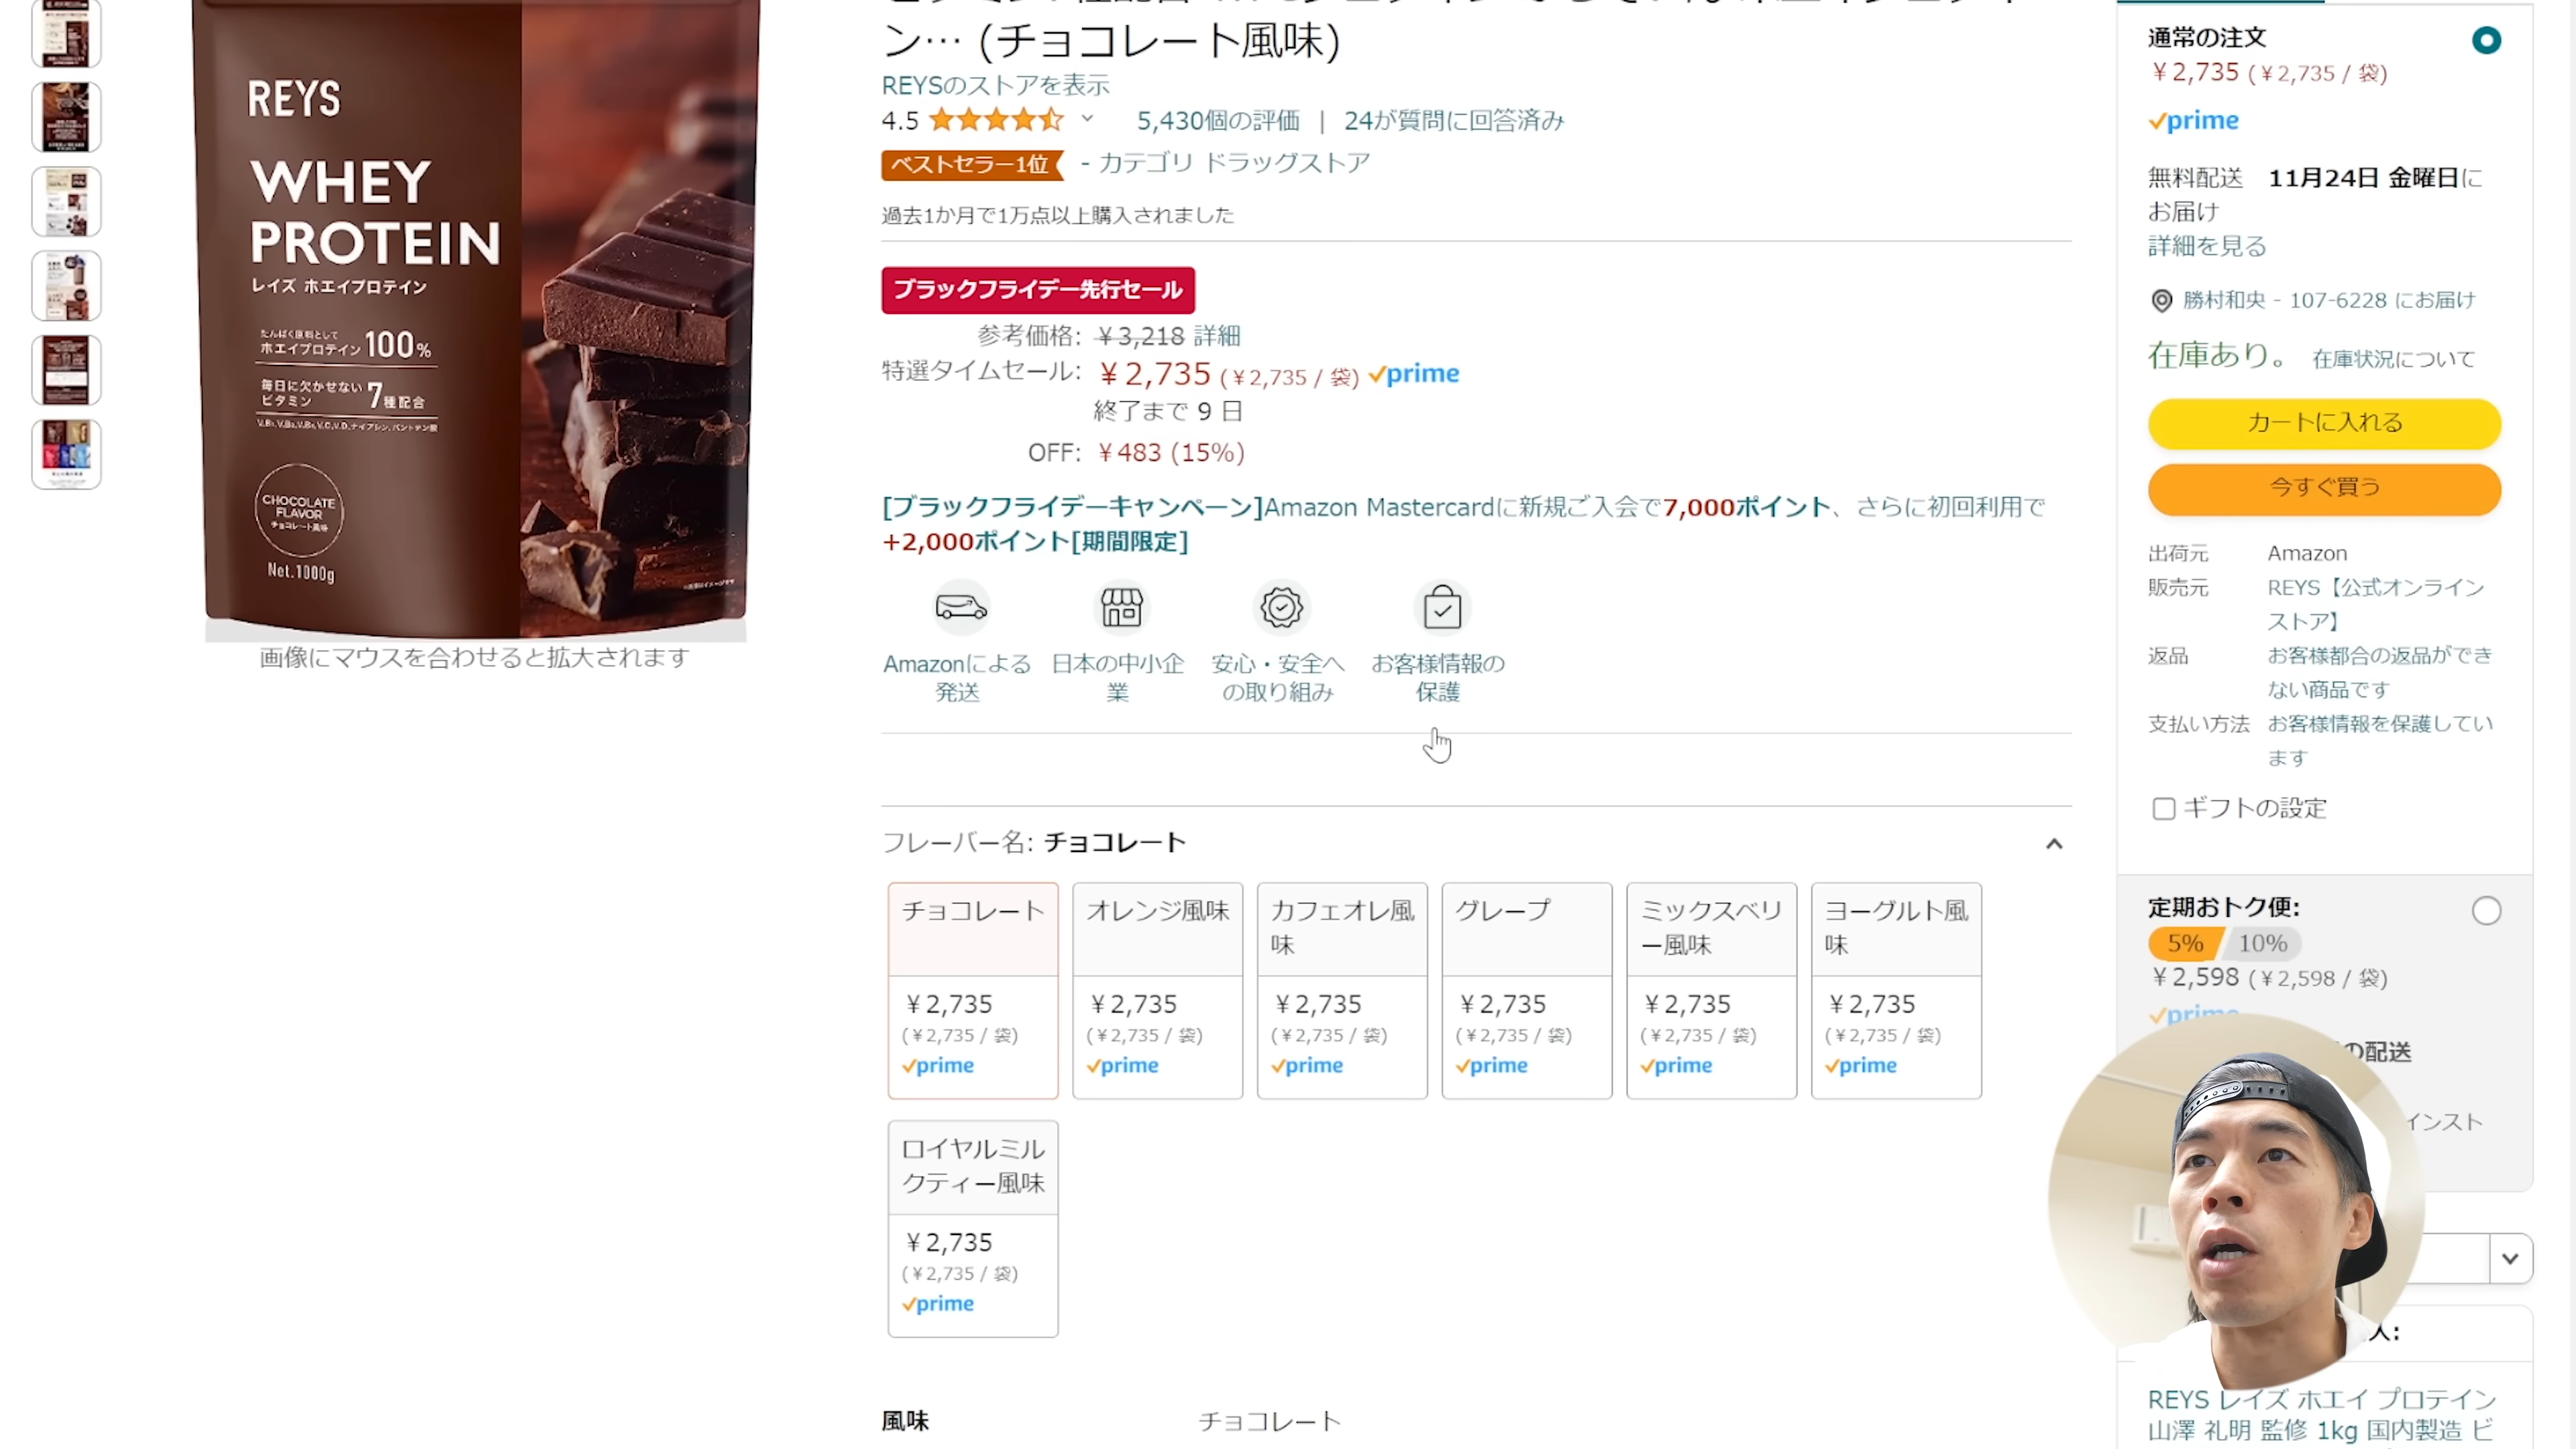 ン… (チョコレート風味)
REYSのストアを表示
4.5
5,430個の評価 | 24が質問に回答済み
ベストセラー1位 - カテゴリ ドラッグストア
過去1か月で1万点以上購入されました
ブラックフライデー先行セール
参考価格: ￥3,218 詳細
特選タイムセール: ￥2,735 (￥2,735 / 袋) prime
終了まで 9 日
OFF: ￥483 (15%)
[ブラックフライデーキャンペーン]Amazon Mastercardに新規ご入会で7,000ポイント、さらに初回利用で
+2,000ポイント[期間限定]
Amazonによる
発送
日本の中小企
業
安心・安全へ
の取り組み
お客様情報の
保護
REYS
WHEY
PROTEIN
レイズ ホエイプロテイン
たんぱく原料として
ホエイプロテイン 100%
毎日に欠かせない
ビタミン 7種配合
CHOCOLATE
FLAVOR
チョコレート風味
Net.1000g
画像にマウスを合わせると拡大されます
フレーバー名: チョコレート
チョコレート
￥2,735
(￥2,735 / 袋)
prime
オレンジ風味
￥2,735
(￥2,735 / 袋)
prime
カフェオレ風
味
￥2,735
(￥2,735 / 袋)
prime
グレープ
￥2,735
(￥2,735 / 袋)
prime
ミックスベリ
ー風味
￥2,735
(￥2,735 / 袋)
prime
ヨーグルト風
味
￥2,735
(￥2,735 / 袋)
prime
ロイヤルミル
クティー風味
￥2,735
(￥2,735 / 袋)
prime
風味 チョコレート
通常の注文
￥2,735 (￥2,735 / 袋)
prime
無料配送 11月24日 金曜日に
お届け
詳細を見る
勝村和央 - 107-6228 にお届け
在庫あり。 在庫状況について
カートに入れる
今すぐ買う
出荷元 Amazon
販売元 REYS【公式オンライン
ストア】
返品 お客様都合の返品ができ
ない商品です
支払い方法 お客様情報を保護してい
ます
ギフトの設定
定期おトク便:
5% 10%
￥2,598 (￥2,598 / 袋)
prime
の配送
インスト
人:
REYS レイズ ホエイ プロテイン
山澤 礼明 監修 1kg 国内製造 ビ